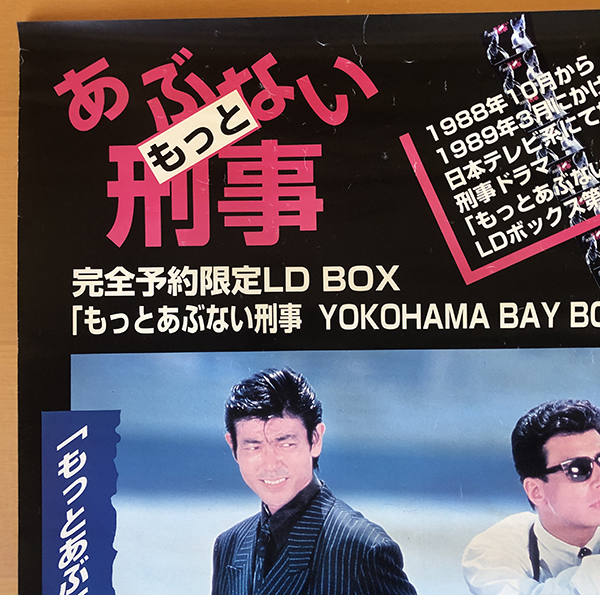 あぶない
もっと
刑事
1988年10月から
1989年3月にかけ
日本テレビ系にて
刑事ドラマ
「もっとあぶない
LDボックス第
完全予約限定LD BOX
「もっとあぶない刑事 YOKOHAMA BAY BO
「もっとあぶ